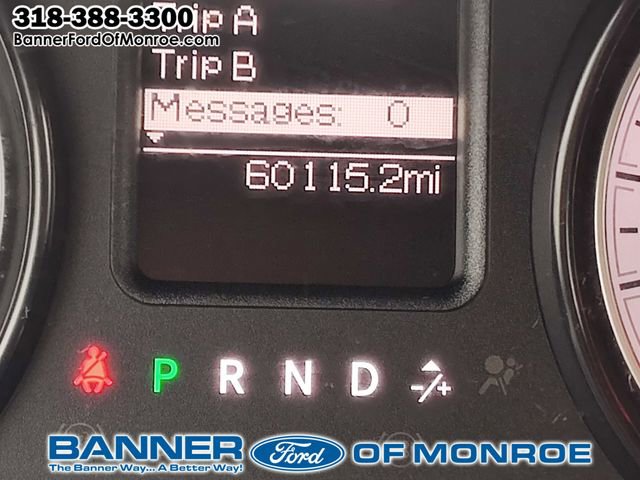 318-388-3300
BannerFordOfMonroe.com
Trip A
Trip B
Messages: 0
60115.2mi
P R N D -/+
BANNER Ford OF MONROE
The Banner Way... A Better Way!